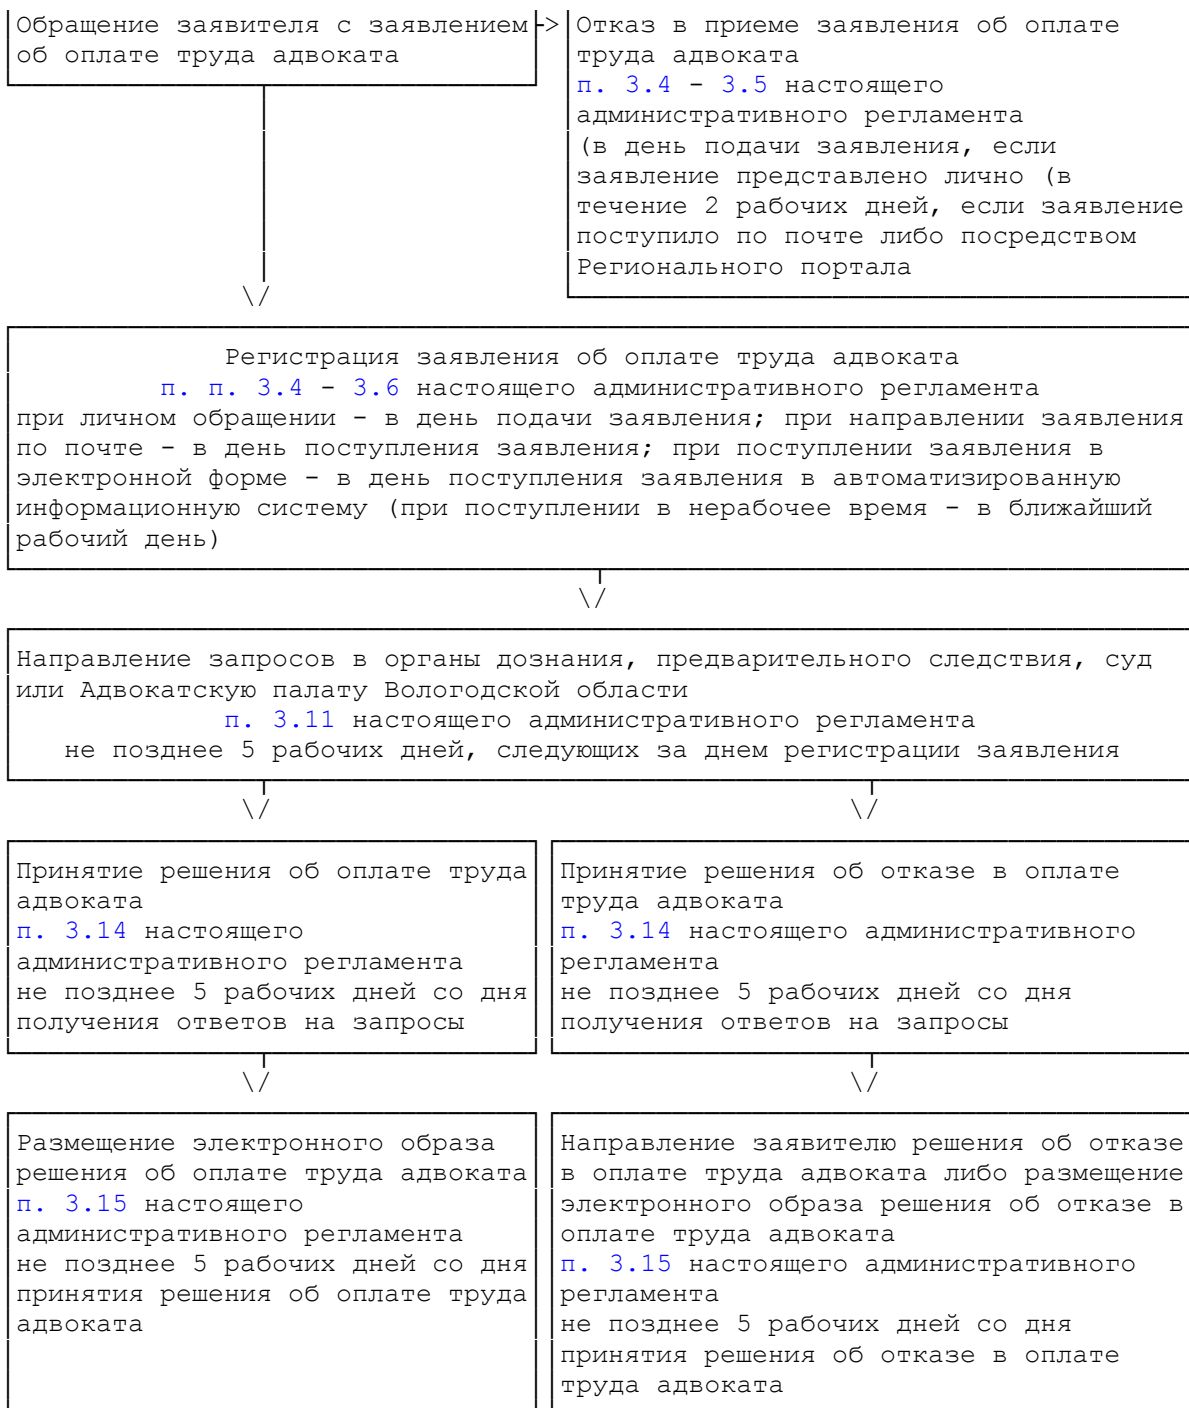 Обращение заявителя с заявлением
об оплате труда адвоката
->
Отказ в приеме заявления об оплате
труда адвоката
п. 3.4 - 3.5 настоящего
административного регламента
(в день подачи заявления, если
заявление представлено лично (в
течение 2 рабочих дней, если заявление
поступило по почте либо посредством
Регионального портала
\/
Регистрация заявления об оплате труда адвоката
п. п. 3.4 - 3.6 настоящего административного регламента
при личном обращении - в день подачи заявления; при направлении заявления
по почте - в день поступления заявления; при поступлении заявления в
электронной форме - в день поступления заявления в автоматизированную
информационную систему (при поступлении в нерабочее время - в ближайший
рабочий день)
\/
Направление запросов в органы дознания, предварительного следствия, суд
или Адвокатскую палату Вологодской области
п. 3.11 настоящего административного регламента
не позднее 5 рабочих дней, следующих за днем регистрации заявления
\/ \/
Принятие решения об оплате труда
адвоката
п. 3.14 настоящего
административного регламента
не позднее 5 рабочих дней со дня
получения ответов на запросы
Принятие решения об отказе в оплате
труда адвоката
п. 3.14 настоящего административного
регламента
не позднее 5 рабочих дней со дня
получения ответов на запросы
\/ \/
Размещение электронного образа
решения об оплате труда адвоката
п. 3.15 настоящего
административного регламента
не позднее 5 рабочих дней со дня
принятия решения об оплате труда
адвоката
Направление заявителю решения об отказе
в оплате труда адвоката либо размещение
электронного образа решения об отказе в
оплате труда адвоката
п. 3.15 настоящего административного
регламента
не позднее 5 рабочих дней со дня
принятия решения об отказе в оплате
труда адвоката